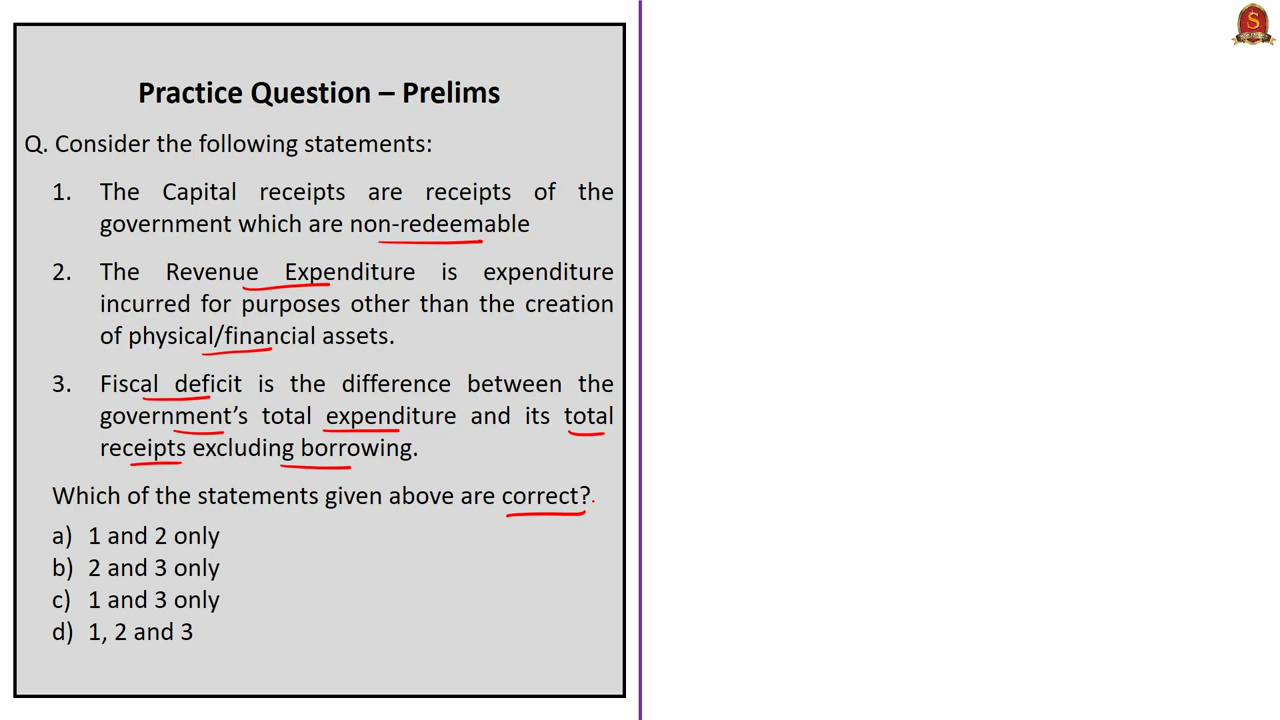 Practice Question – Prelims
Q. Consider the following statements:
1. The Capital receipts are receipts of the
government which are non-redeemable
2. The Revenue Expenditure is expenditure
incurred for purposes other than the creation
of physical/financial assets.
3. Fiscal deficit is the difference between the
government’s total expenditure and its total
receipts excluding borrowing.
Which of the statements given above are correct?
a) 1 and 2 only
b) 2 and 3 only
c) 1 and 3 only
d) 1, 2 and 3
S